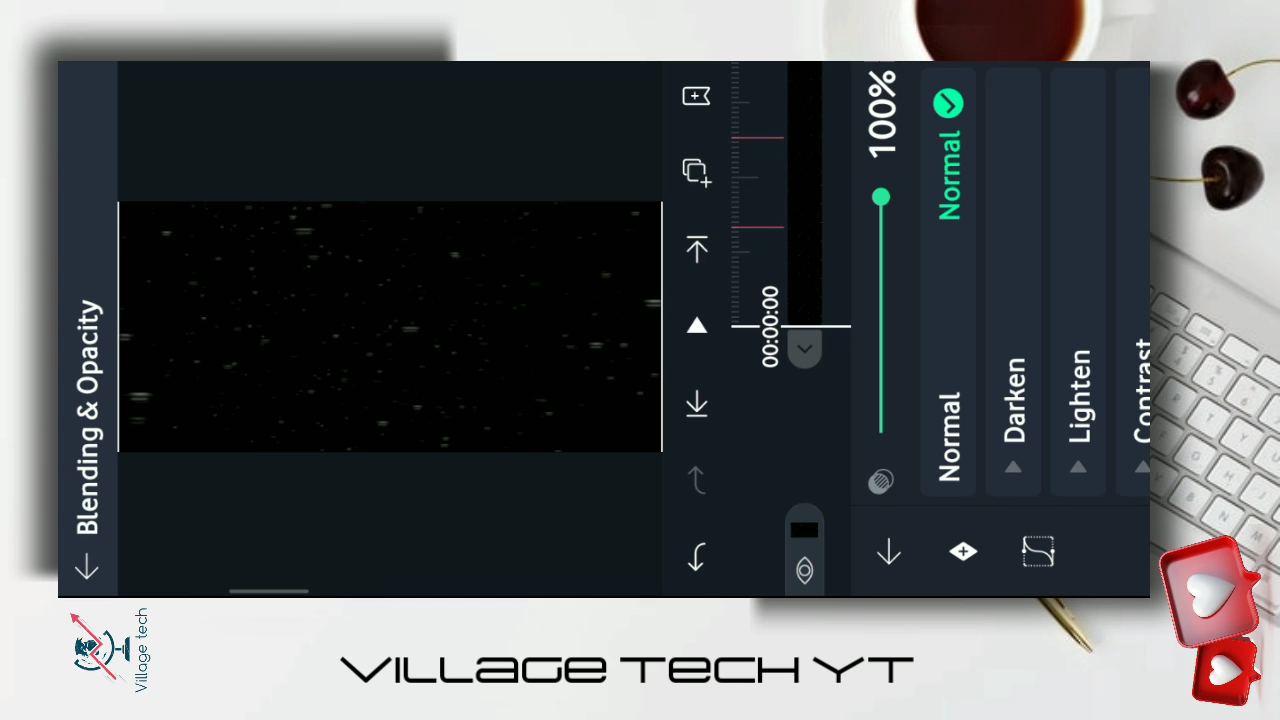 Blending & Opacity
00:00:00
100%
Normal
Normal
Darken
Lighten
Contrast
Village tech
VILLAGE TECH YT